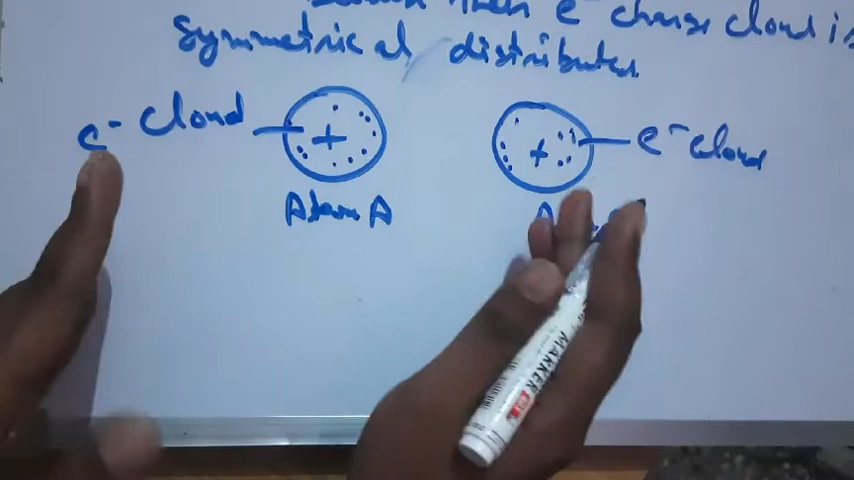 e⁻ charge cloud is
symmetrical distributed
e⁻ cloud + + e⁻ cloud
Atom A A
MARKER